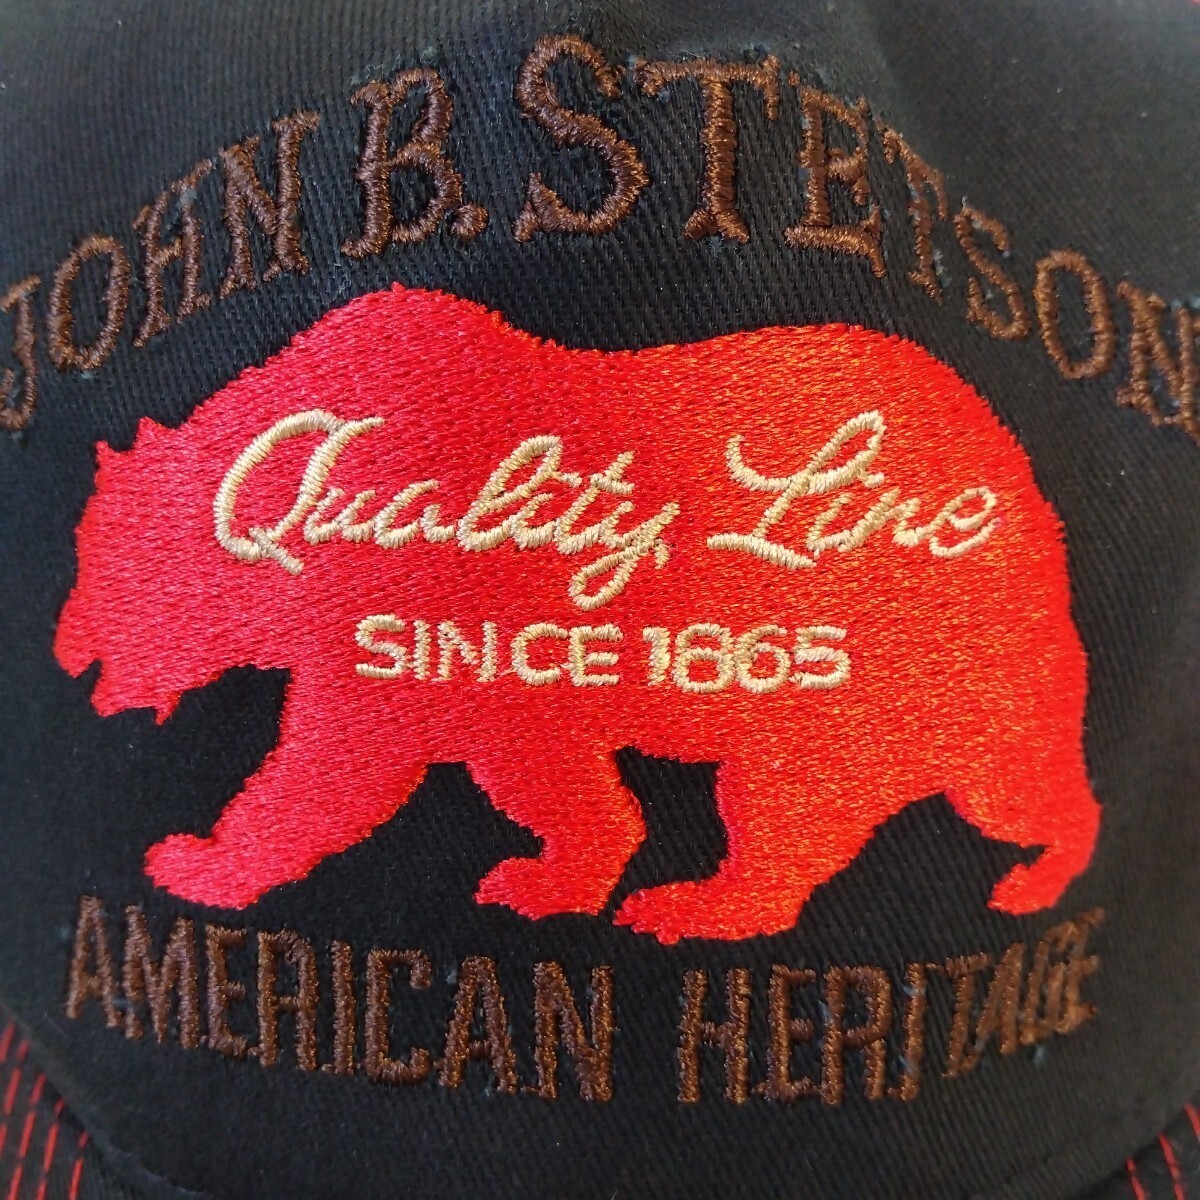 JOHN B. STETSON
Quality Line
SINCE 1865
AMERICAN HERITAGE